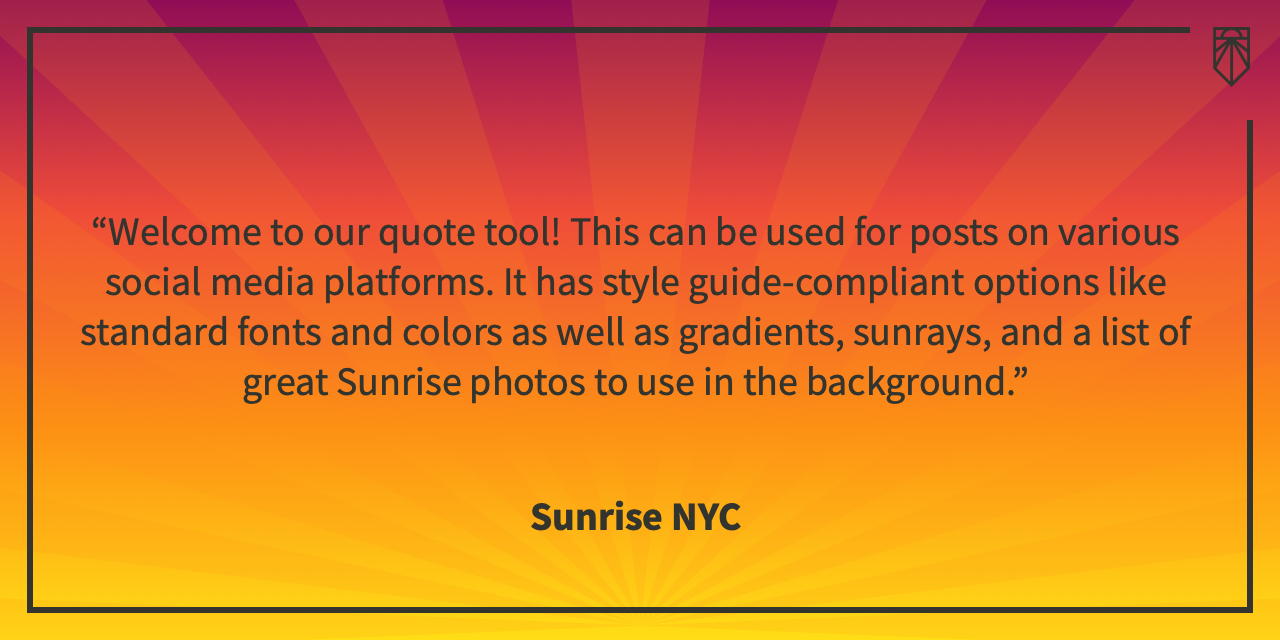 “Welcome to our quote tool! This can be used for posts on various
social media platforms. It has style guide-compliant options like
standard fonts and colors as well as gradients, sunrays, and a list of
great Sunrise photos to use in the background.”
Sunrise NYC